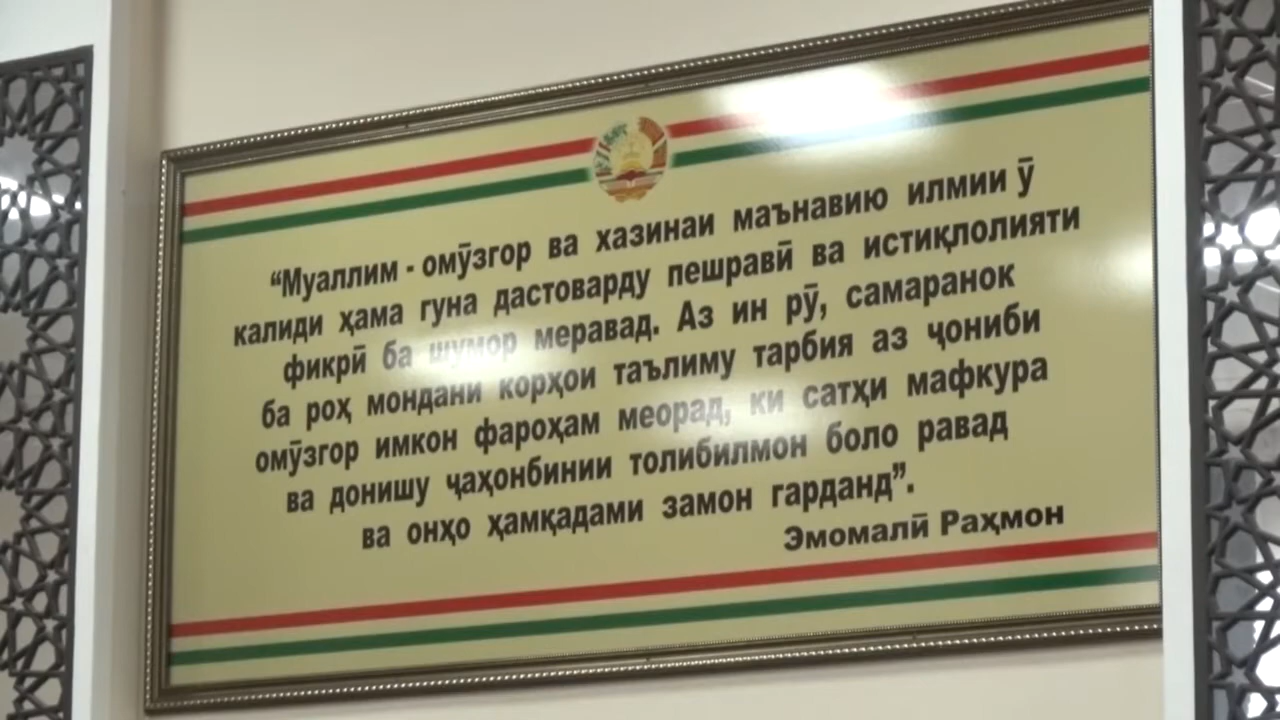 “Муаллим - омӯзгор ва хазинаи маънавию илмии ӯ
калиди ҳама гуна дастоварду пешравӣ ва истиқлолияти
фикрӣ ба шумор меравад. Аз ин рӯ, самаранок
ба роҳ мондани корҳои таълиму тарбия аз ҷониби
омӯзгор имкон фароҳам меорад, ки сатҳи мафкура
ва донишу ҷаҳонбинии толибилмон боло равад
ва онҳо ҳамқадами замон гарданд”.
Эмомалӣ Раҳмон